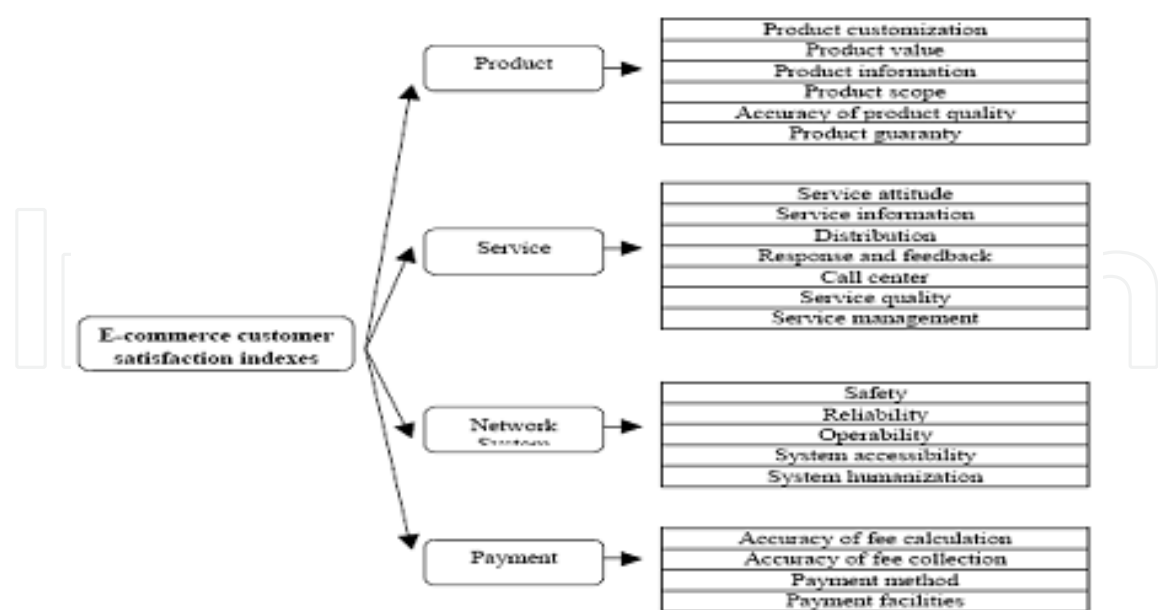 Product customization
Product value
Product
Product information
Product scope
Accuracy of product quality
Product guaranty
Service attitude
Service information
Distribution
Service
Response and feedback
Call center
Service quality
Service management
E-commerce customer
satisfaction indexes
Safety
Reliability
Network
System
Operability
System accessibility
System humanization
Accuracy of fee calculation
Accuracy of fee collection
Payment
Payment method
Payment facilities